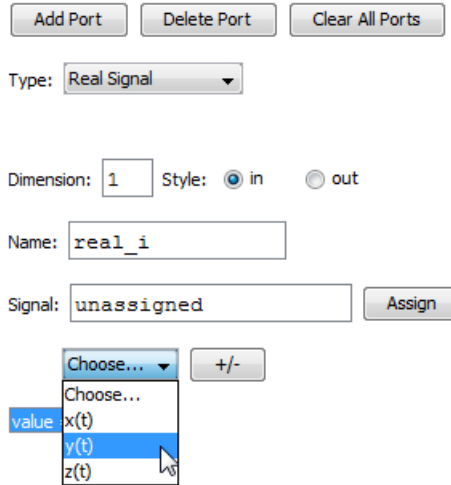 Add Port Delete Port Clear All Ports
Type: Real Signal
Dimension: 1 Style: in out
Name: real_i
Signal: unassigned Assign
Choose... +/-
Choose...
value x(t)
y(t)
z(t)